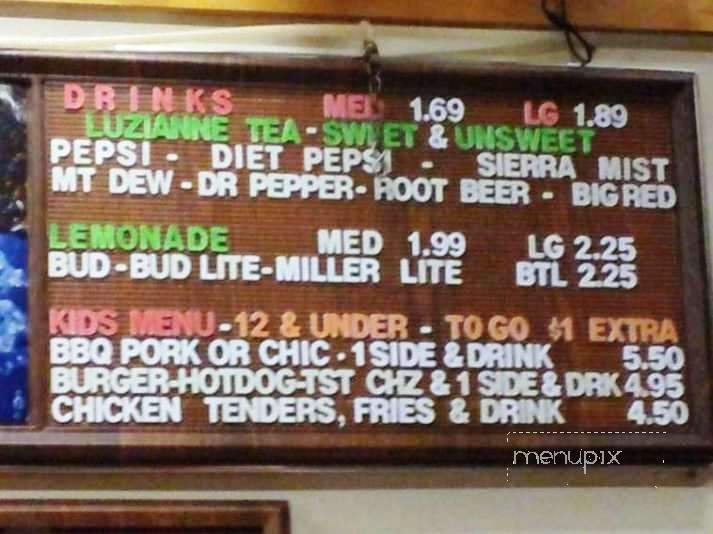 DRINKS MED 1.69 LG 1.89
LUZIANNE TEA - SWEET & UNSWEET
PEPSI - DIET PEPSI - SIERRA MIST
MT DEW - DR PEPPER - ROOT BEER - BIG RED
LEMONADE MED 1.99 LG 2.25
BUD - BUD LITE - MILLER LITE BTL 2.25
KIDS MENU - 12 & UNDER - TO GO $1 EXTRA
BBQ PORK OR CHIC - 1 SIDE & DRINK 5.50
BURGER-HOTDOG-TST CHZ & 1 SIDE & DRK 4.95
CHICKEN TENDERS, FRIES & DRINK 4.50
menupix